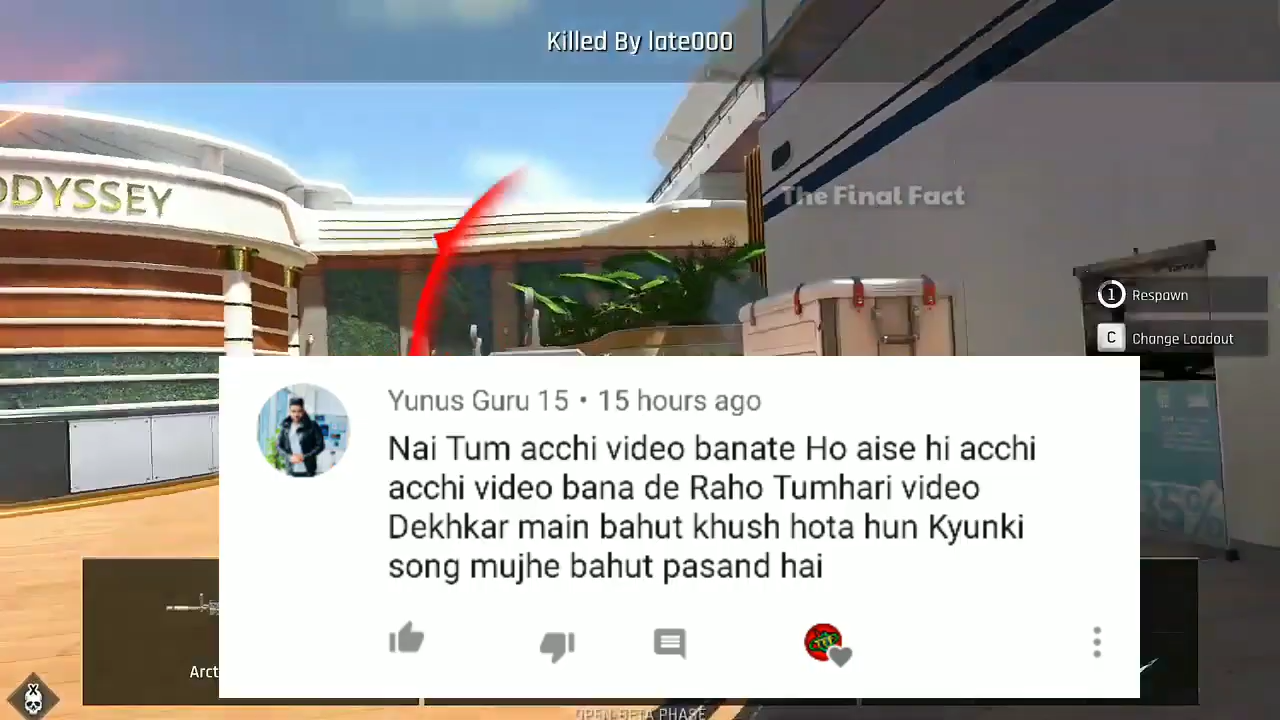 Killed By late000
ODYSSEY
The Final Fact
1 Respawn
C Change Loadout
Yunus Guru 15 • 15 hours ago
Nai Tum acchi video banate Ho aise hi acchi
acchi video bana de Raho Tumhari video
Dekhkar main bahut khush hota hun Kyunki
song mujhe bahut pasand hai
35%
Arct
OPEN BETA PHASE